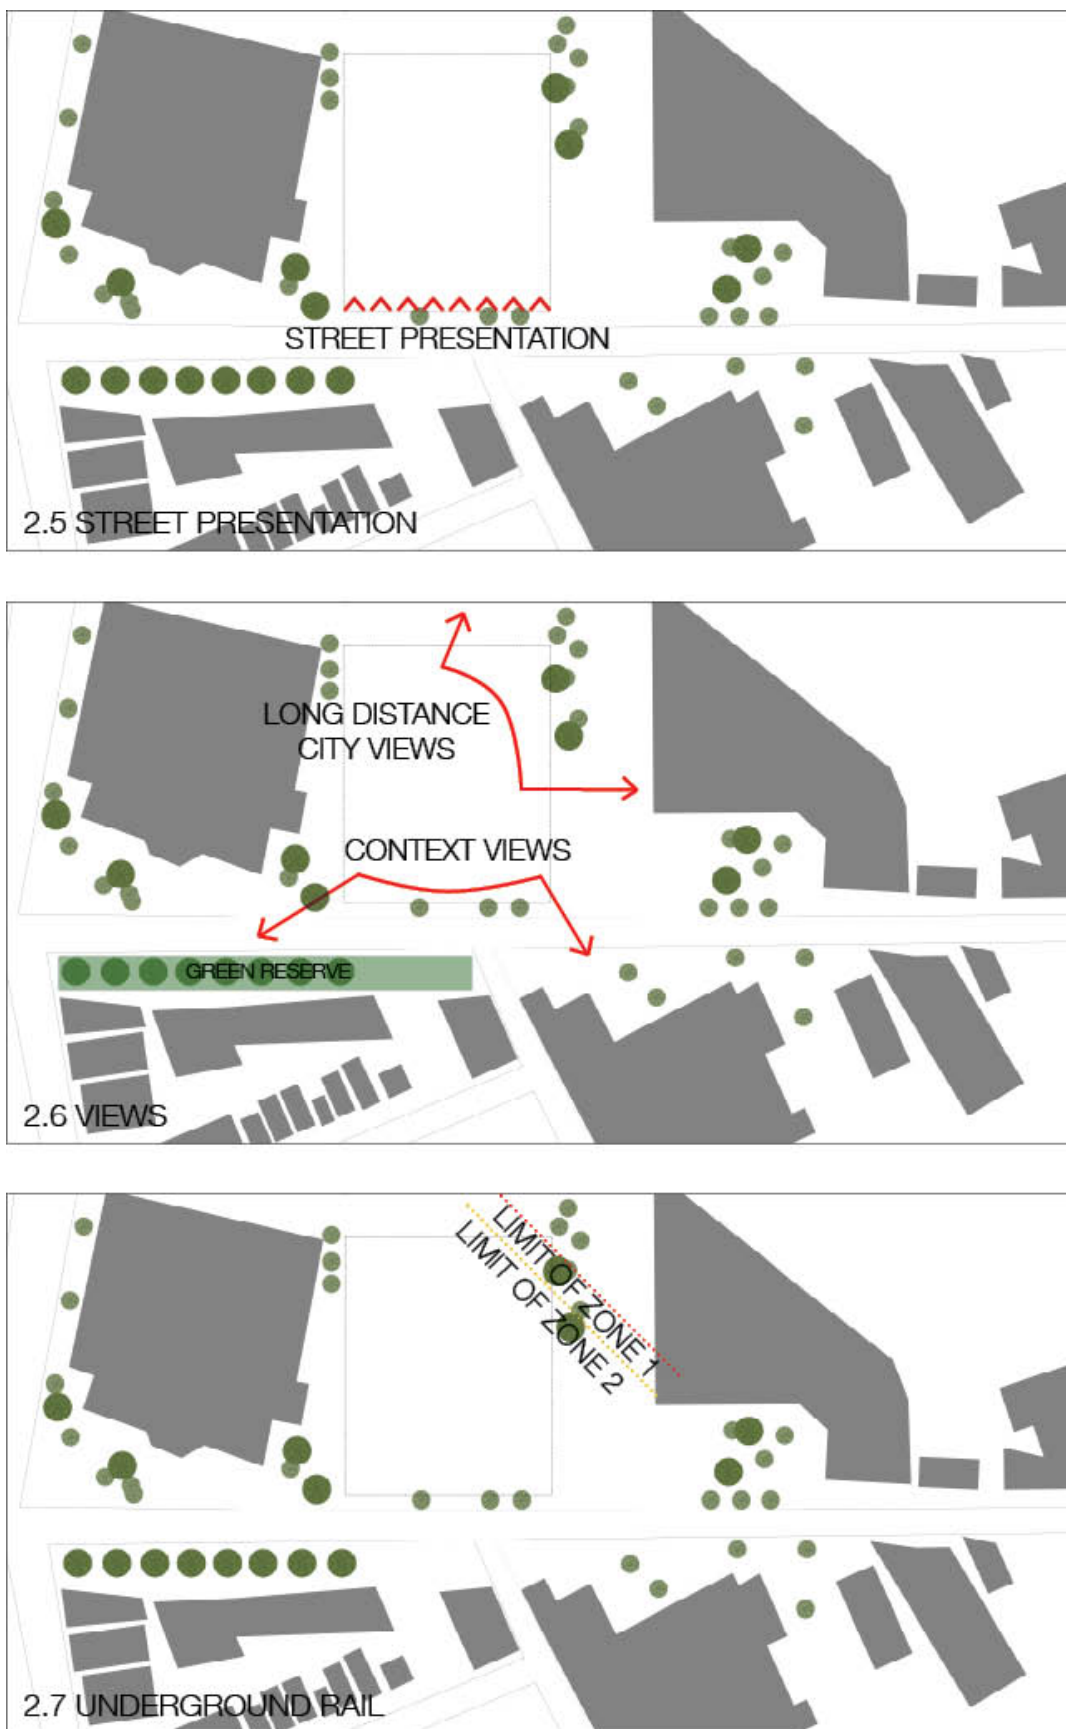 STREET PRESENTATION
2.5 STREET PRESENTATION
LONG DISTANCE
CITY VIEWS
CONTEXT VIEWS
GREEN RESERVE
2.6 VIEWS
LIMIT OF ZONE 1
LIMIT OF ZONE 2
2.7 UNDERGROUND RAIL